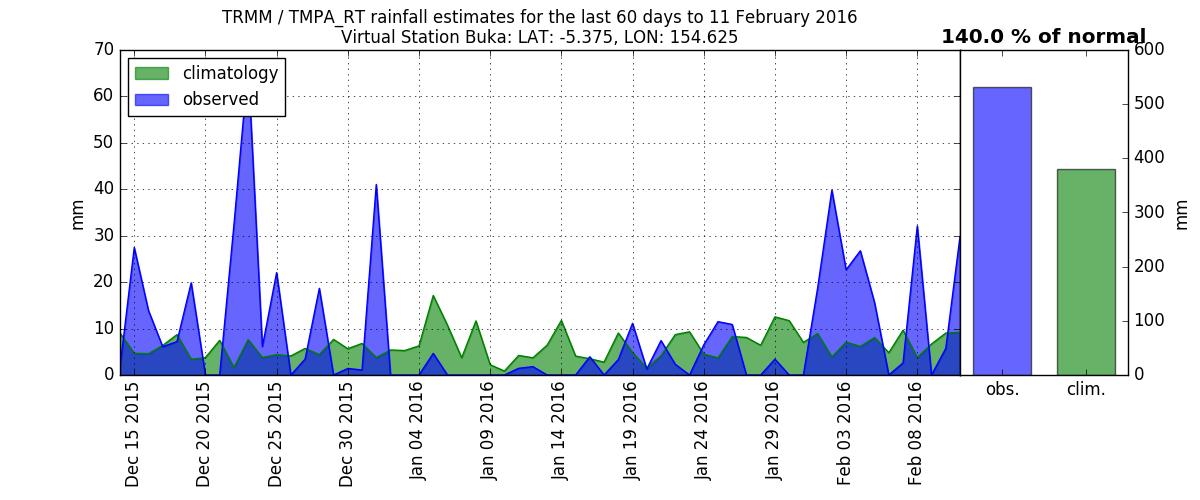 TRMM / TMPA_RT rainfall estimates for the last 60 days to 11 February 2016
Virtual Station Buka: LAT: -5.375, LON: 154.625
140.0 % of normal
climatology
observed
70
60
50
40
30
20
10
0
mm
Dec 15 2015
Dec 20 2015
Dec 25 2015
Dec 30 2015
Jan 04 2016
Jan 09 2016
Jan 14 2016
Jan 19 2016
Jan 24 2016
Jan 29 2016
Feb 03 2016
Feb 08 2016
obs.
clim.
600
500
400
300
200
100
0
mm